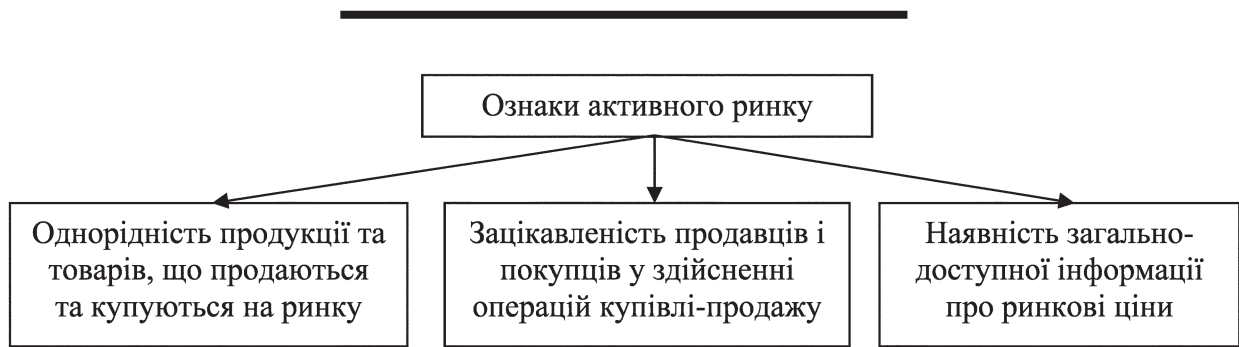 Ознаки активного ринку
Однорідність продукції та
товарів, що продаються
та купуються на ринку
Зацікавленість продавців і
покупців у здійсненні
операцій купівлі-продажу
Наявність загально-
доступної інформації
про ринкові ціни